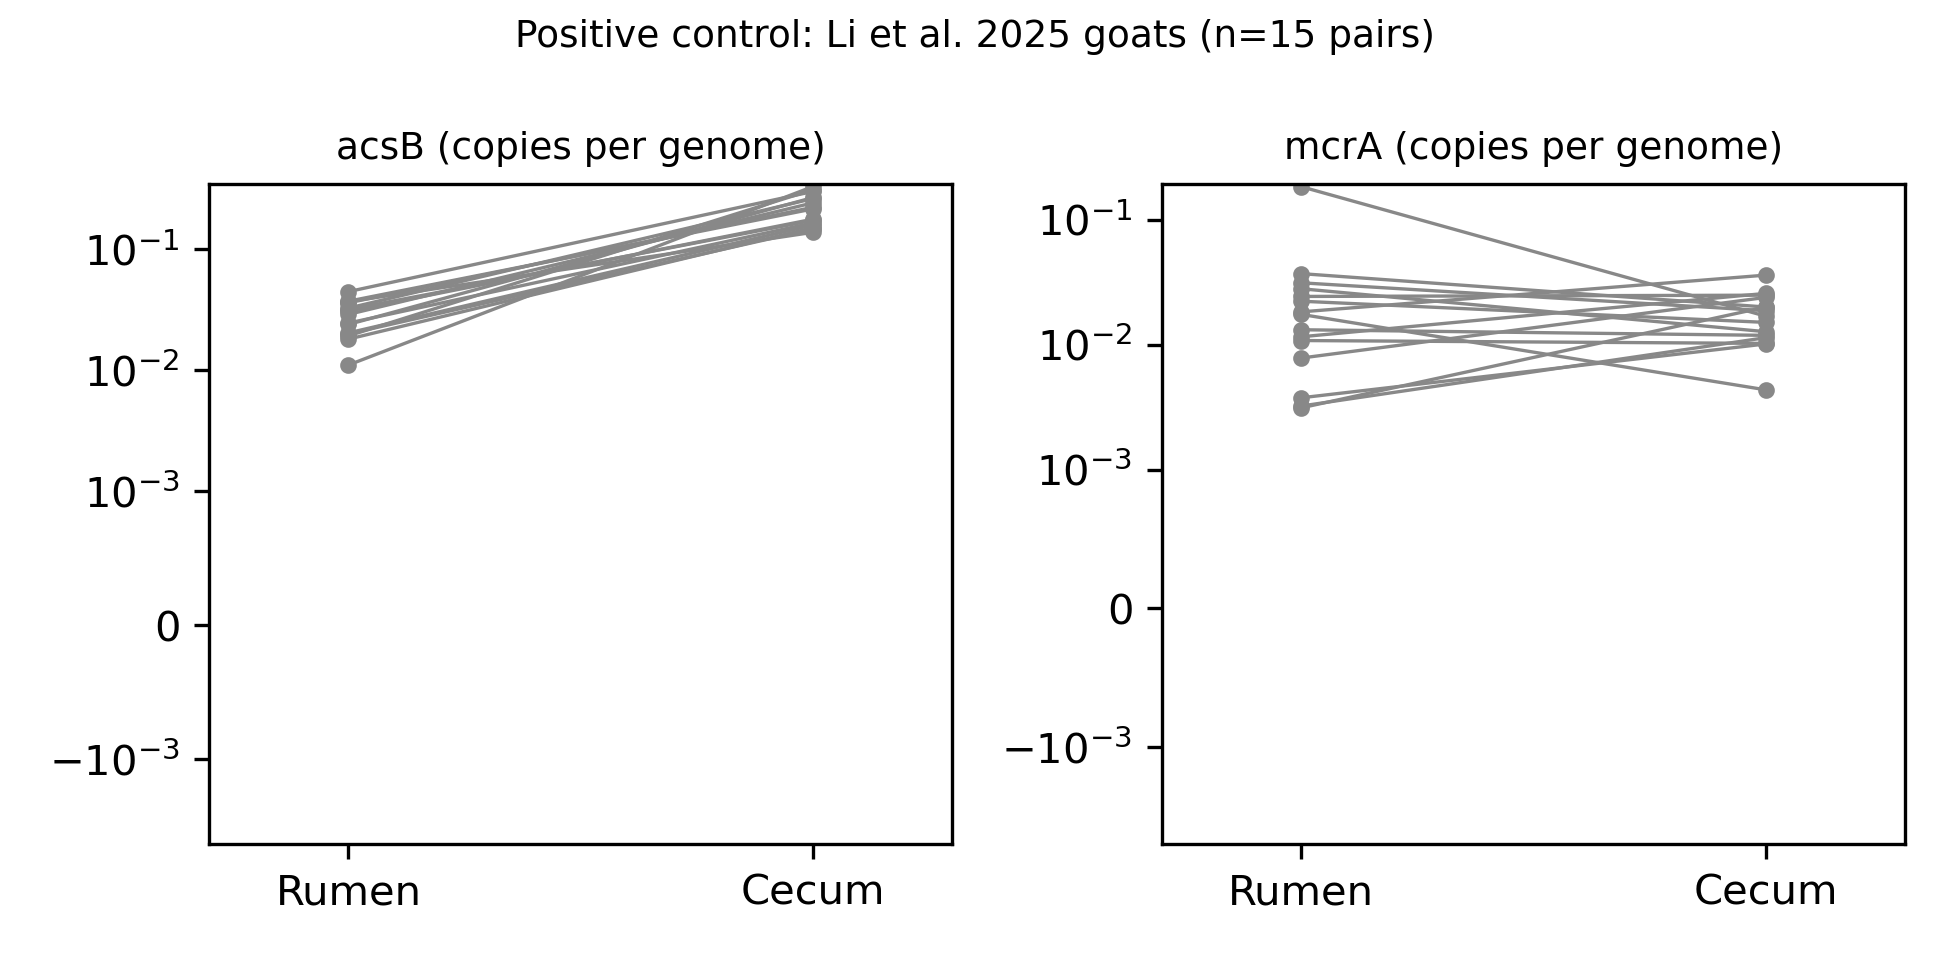 Positive control: Li et al. 2025 goats (n=15 pairs)
acsB (copies per genome)
10⁻¹
10⁻²
10⁻³
0
−10⁻³
Rumen
Cecum
mcrA (copies per genome)
10⁻¹
10⁻²
10⁻³
0
−10⁻³
Rumen
Cecum